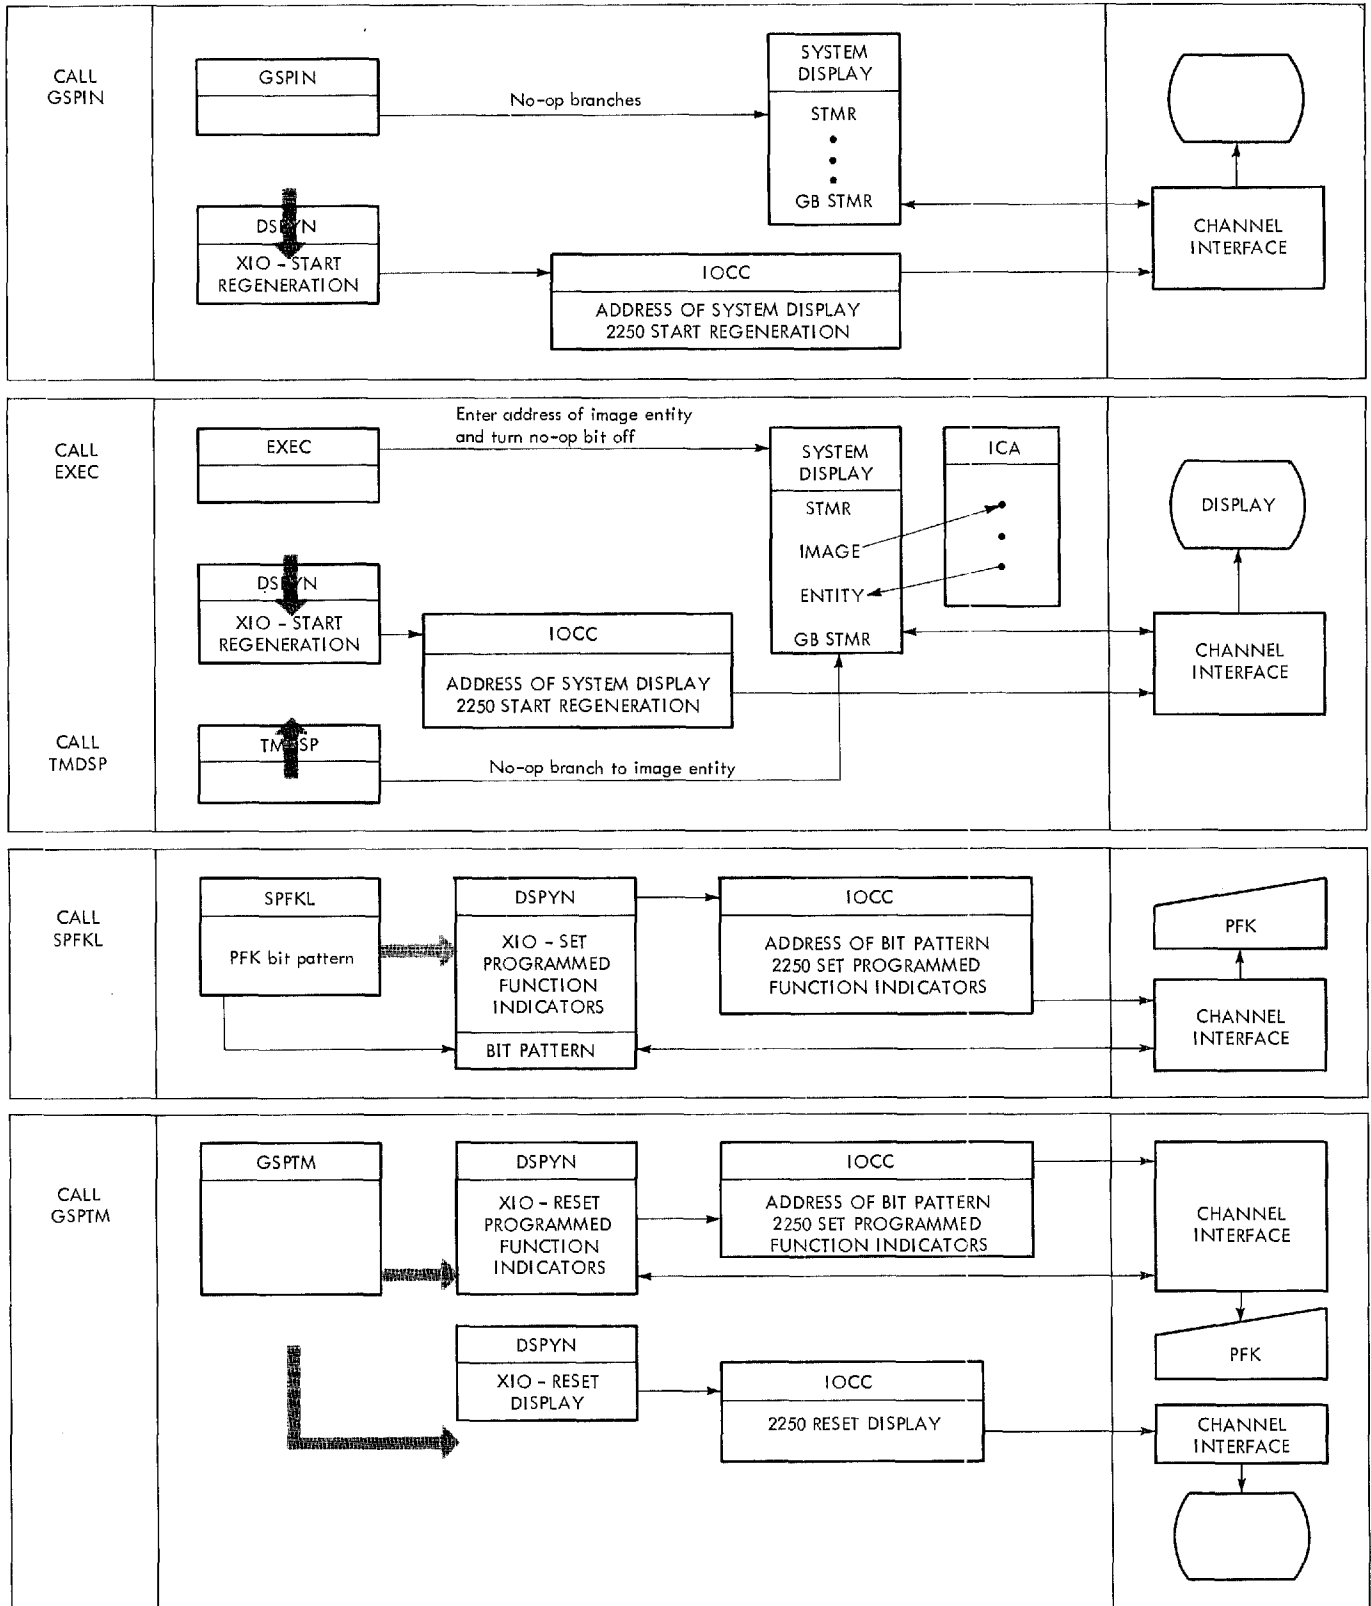 CALL
GSPIN
GSPIN
No-op branches
SYSTEM
DISPLAY
STMR
GB STMR
DSPYN
XIO - START
REGENERATION
IOCC
ADDRESS OF SYSTEM DISPLAY
2250 START REGENERATION
CHANNEL
INTERFACE
CALL
EXEC
EXEC
Enter address of image entity
and turn no-op bit off
SYSTEM
DISPLAY
STMR
IMAGE
ENTITY
GB STMR
ICA
DISPLAY
DSPYN
XIO - START
REGENERATION
IOCC
ADDRESS OF SYSTEM DISPLAY
2250 START REGENERATION
CHANNEL
INTERFACE
CALL
TMDSP
TMDSP
No-op branch to image entity
CALL
SPFKL
SPFKL
PFK bit pattern
DSPYN
XIO - SET
PROGRAMMED
FUNCTION
INDICATORS
BIT PATTERN
IOCC
ADDRESS OF BIT PATTERN
2250 SET PROGRAMMED
FUNCTION INDICATORS
PFK
CHANNEL
INTERFACE
CALL
GSPTM
GSPTM
DSPYN
XIO - RESET
PROGRAMMED
FUNCTION
INDICATORS
IOCC
ADDRESS OF BIT PATTERN
2250 SET PROGRAMMED
FUNCTION INDICATORS
CHANNEL
INTERFACE
PFK
DSPYN
XIO - RESET
DISPLAY
IOCC
2250 RESET DISPLAY
CHANNEL
INTERFACE